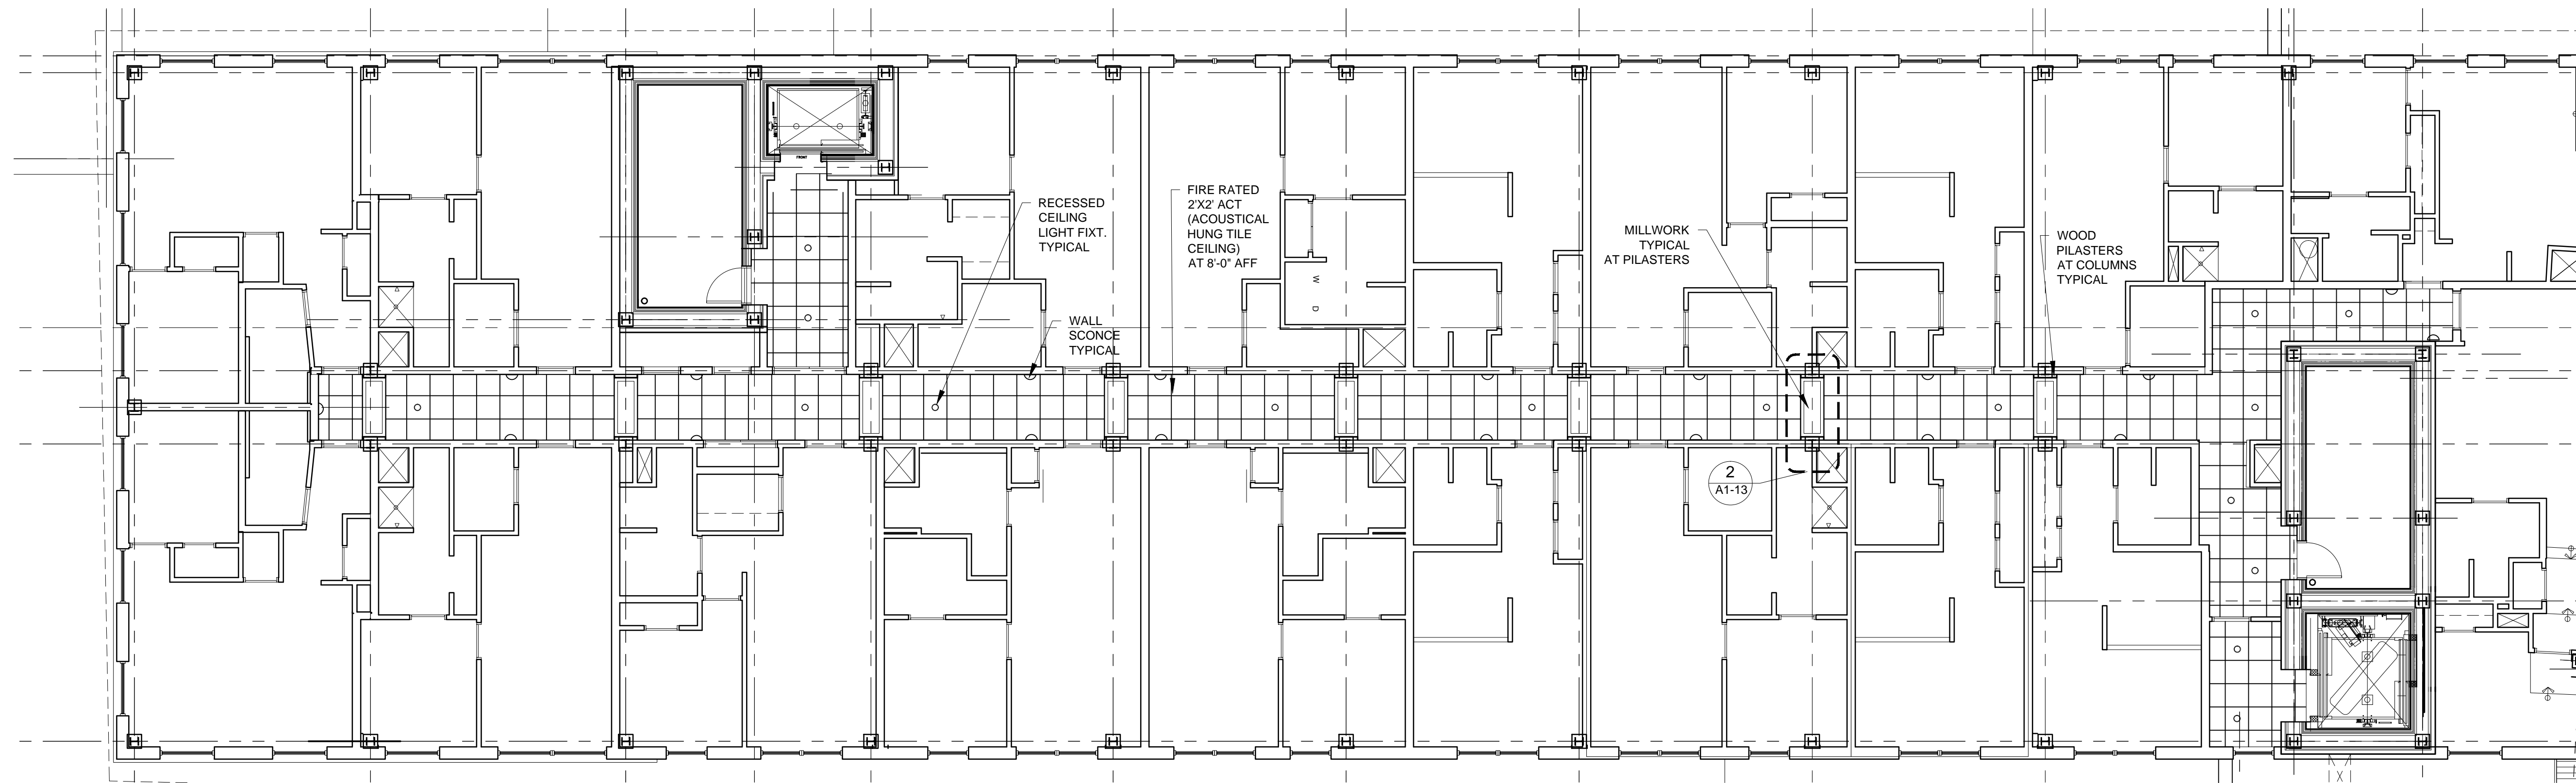 FRONT
RECESSED
CEILING
LIGHT FIXT.
TYPICAL
FIRE RATED
2'X2' ACT
(ACOUSTICAL
HUNG TILE
CEILING)
AT 8'-0" AFF
W D
MILLWORK
TYPICAL
AT PILASTERS
WOOD
PILASTERS
AT COLUMNS
TYPICAL
WALL
SCONCE
TYPICAL
2
A1-13